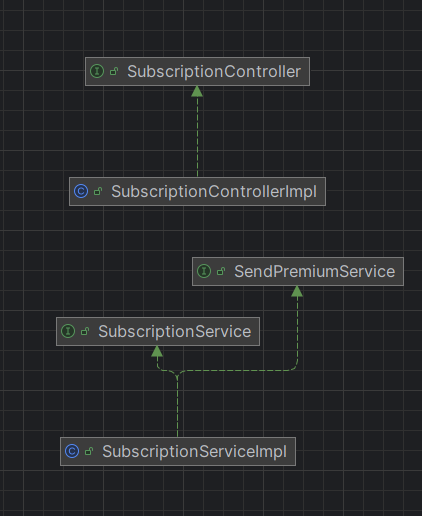 I SubscriptionController
C SubscriptionControllerImpl
I SendPremiumService
I SubscriptionService
C SubscriptionServiceImpl